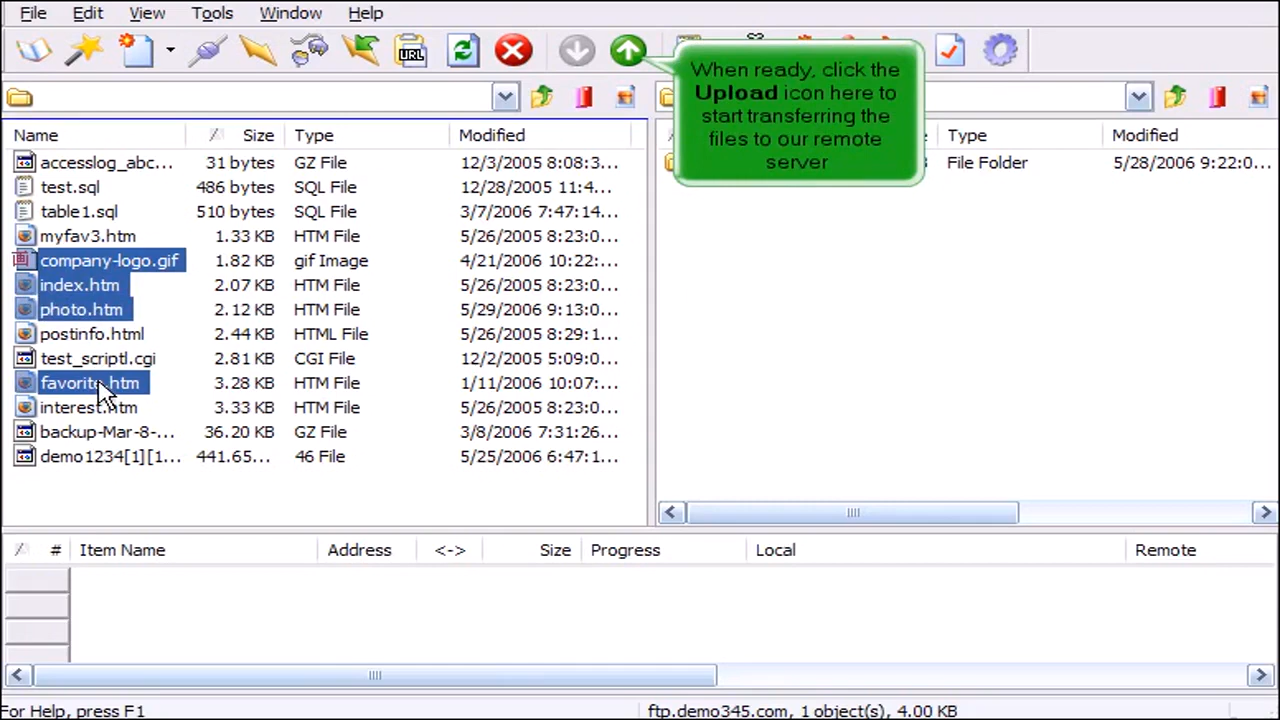 File Edit View Tools Window Help
URL
When ready, click the
Upload icon here to
start transferring the
files to our remote
server
Name Size Type Modified
Type Modified
accesslog_abc... 31 bytes GZ File 12/3/2005 8:08:3...
File Folder 5/28/2006 9:22:0...
test.sql 486 bytes SQL File 12/28/2005 11:4...
table1.sql 510 bytes SQL File 3/7/2006 7:47:14...
myfav3.htm 1.33 KB HTM File 5/26/2005 8:23:0...
company-logo.gif 1.82 KB gif Image 4/21/2006 10:22:...
index.htm 2.07 KB HTM File 5/26/2005 8:23:0...
photo.htm 2.12 KB HTM File 5/29/2006 9:13:0...
postinfo.html 2.44 KB HTML File 5/26/2005 8:29:1...
test_scriptl.cgi 2.81 KB CGI File 12/2/2005 5:09:0...
favorite.htm 3.28 KB HTM File 1/11/2006 10:07:...
interest.htm 3.33 KB HTM File 5/26/2005 8:23:0...
backup-Mar-8-... 36.20 KB GZ File 3/8/2006 7:31:26...
demo1234[1][1... 441.65... 46 File 5/25/2006 6:47:1...
# Item Name Address <-> Size Progress Local Remote
For Help, press F1 ftp.demo345.com, 1 object(s), 4.00 KB